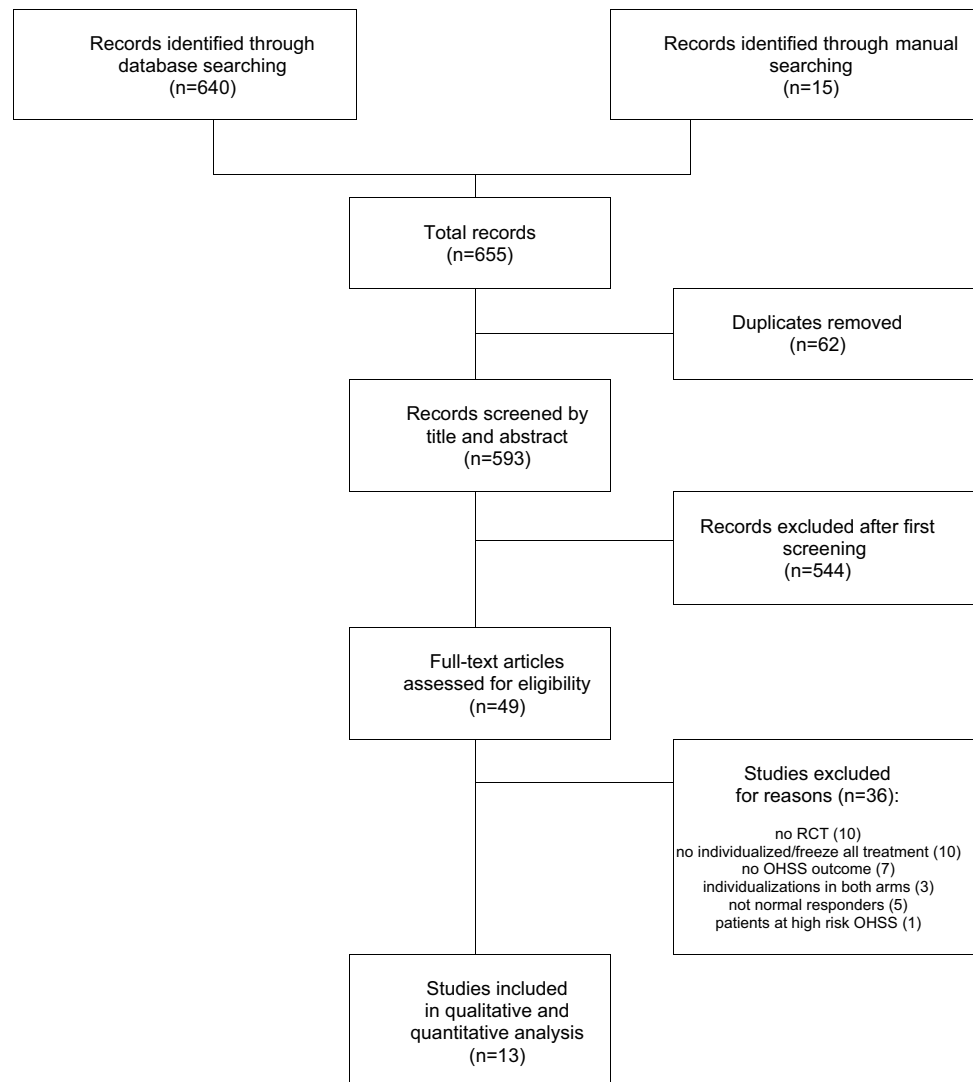 Records identified through
database searching
(n=640)
Records identified through manual
searching
(n=15)
Total records
(n=655)
Duplicates removed
(n=62)
Records screened by
title and abstract
(n=593)
Records excluded after first
screening
(n=544)
Full-text articles
assessed for eligibility
(n=49)
Studies excluded
for reasons (n=36):
no RCT (10)
no individualized/freeze all treatment (10)
no OHSS outcome (7)
individualizations in both arms (3)
not normal responders (5)
patients at high risk OHSS (1)
Studies included
in qualitative and
quantitative analysis
(n=13)